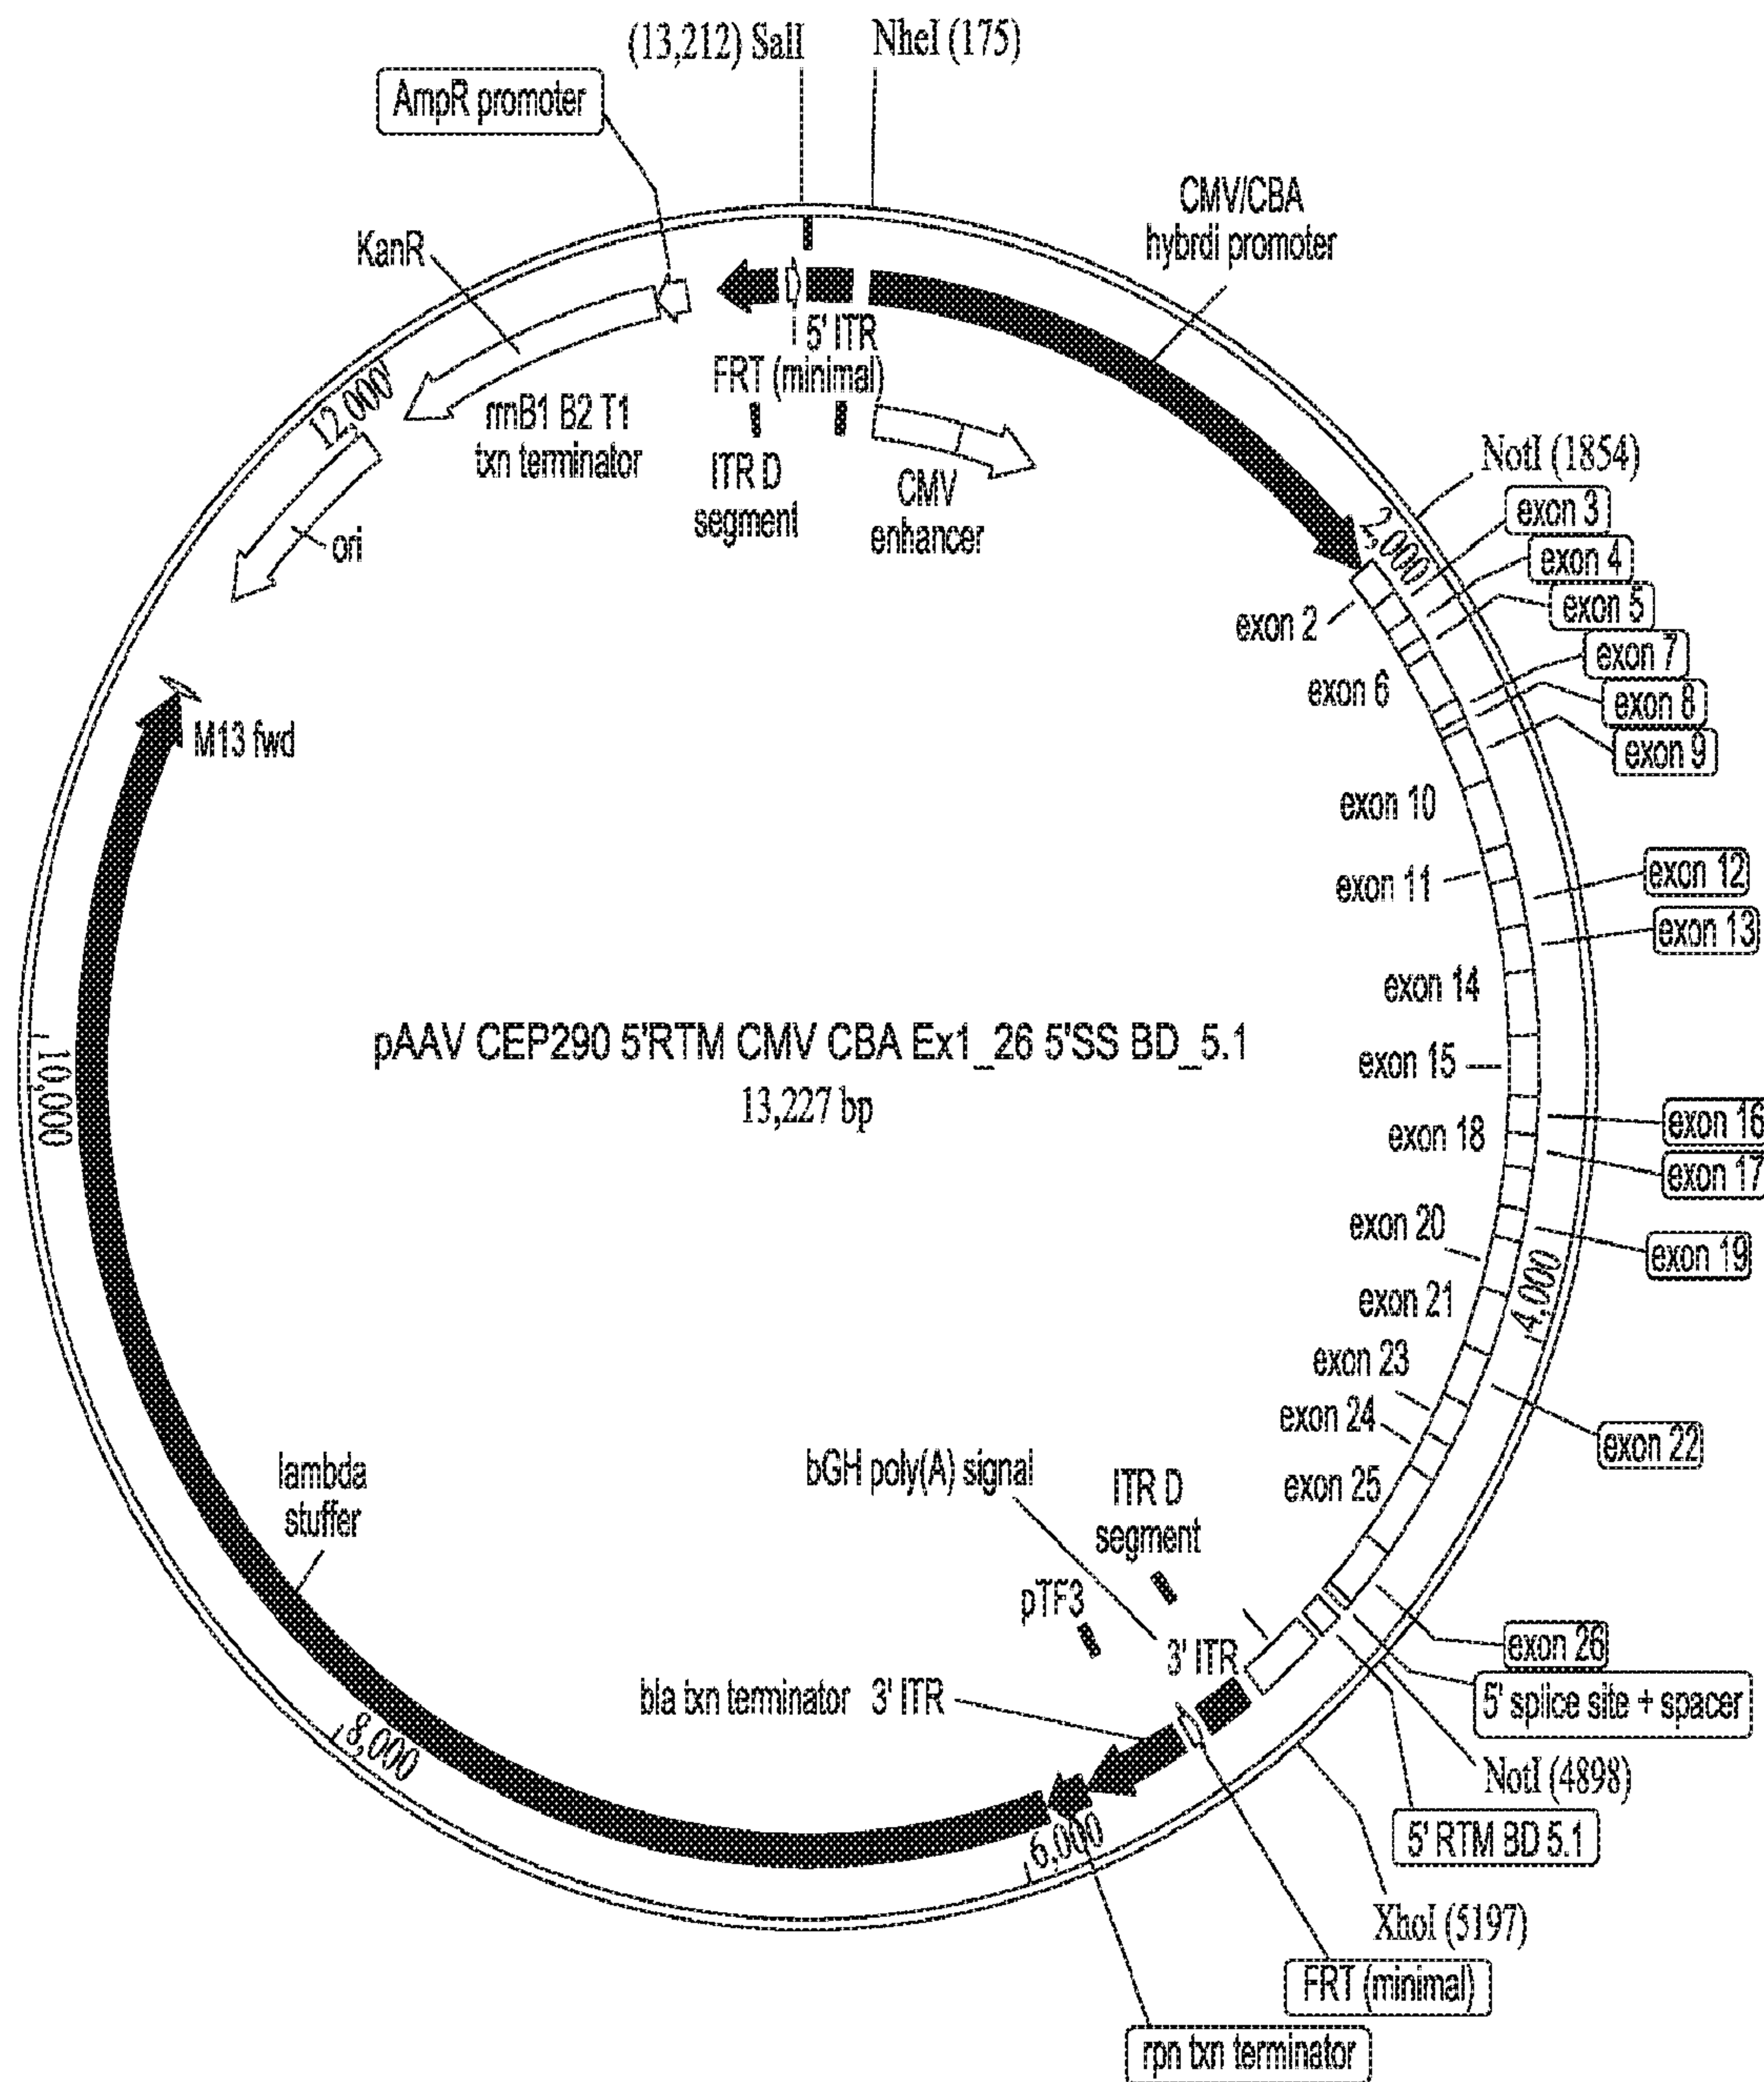 (13,212) SalI
NheI (175)
AmpR promoter
CMV/CBA
hybrdi promoter
KanR
5' ITR
FRT (minimal)
12,000
rrnB1 B2 T1
txn terminator
ITR D
segment
CMV
enhancer
ori
NotI (1854)
2,000
exon 3
exon 4
exon 5
exon 2
exon 7
exon 6
exon 8
M13 fwd
exon 9
exon 10
exon 12
exon 11
exon 13
exon 14
pAAV CEP290 5'RTM CMV CBA Ex1_26 5'SS BD_5.1
13,227 bp
10,000
exon 15
exon 16
exon 18
exon 17
exon 20
exon 19
4,000
exon 21
exon 23
exon 24
exon 22
lambda
stuffer
bGH poly(A) signal
exon 25
ITR D
segment
pTF3
3' ITR
exon 26
bla txn terminator
3' ITR
5' splice site + spacer
8,000
NotI (4898)
6,000
5' RTM BD 5.1
XhoI (5197)
FRT (minimal)
rpn txn terminator